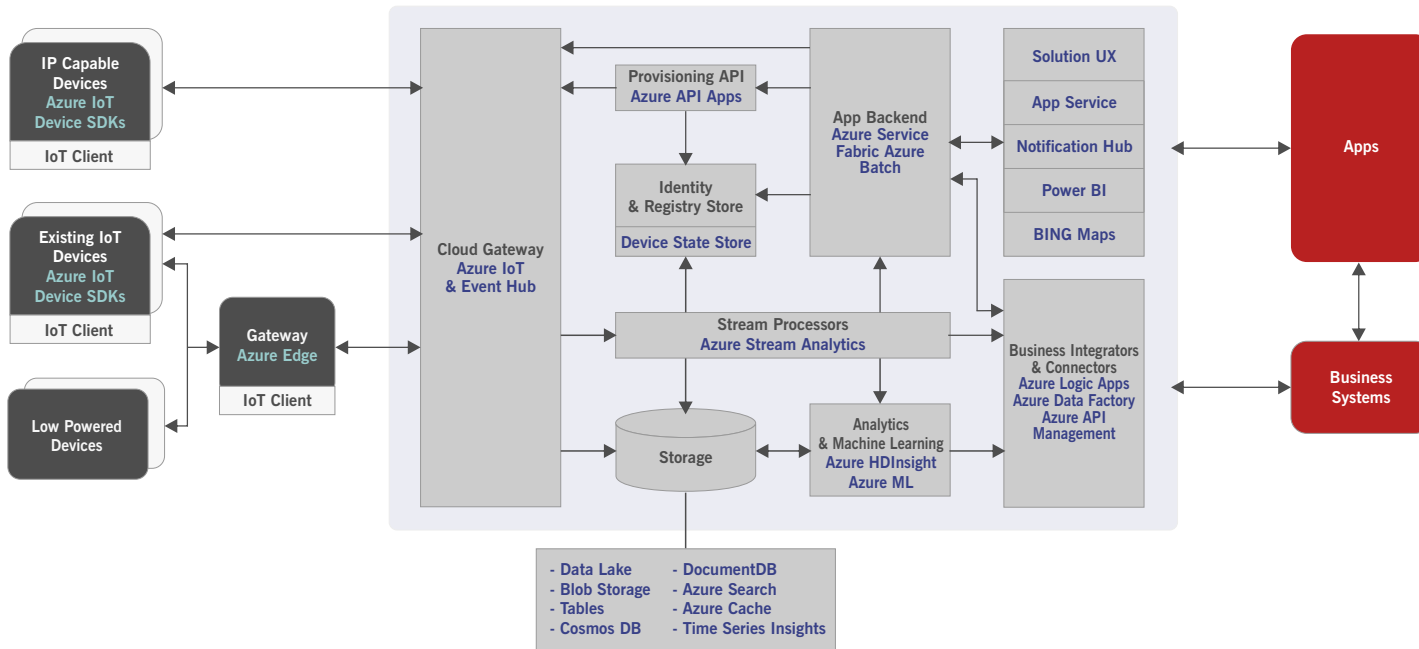 IP Capable
Devices
Azure IoT
Device SDKs
IoT Client
Existing IoT
Devices
Azure IoT
Device SDKs
IoT Client
Low Powered
Devices
Gateway
Azure Edge
IoT Client
Cloud Gateway
Azure IoT
& Event Hub
Provisioning API
Azure API Apps
Identity
& Registry Store
Device State Store
Stream Processors
Azure Stream Analytics
Storage
App Backend
Azure Service
Fabric Azure
Batch
Analytics
& Machine Learning
Azure HDInsight
Azure ML
Solution UX
App Service
Notification Hub
Power BI
BING Maps
Business Integrators
& Connectors
Azure Logic Apps
Azure Data Factory
Azure API
Management
Apps
Business
Systems
- Data Lake
- Blob Storage
- Tables
- Cosmos DB
- DocumentDB
- Azure Search
- Azure Cache
- Time Series Insights